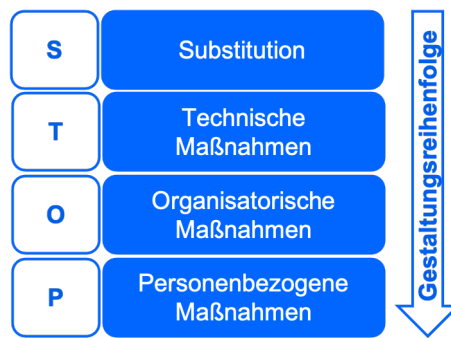 S
Substitution
T
Technische
Maßnahmen
O
Organisatorische
Maßnahmen
P
Personenbezogene
Maßnahmen
Gestaltungsreihenfolge